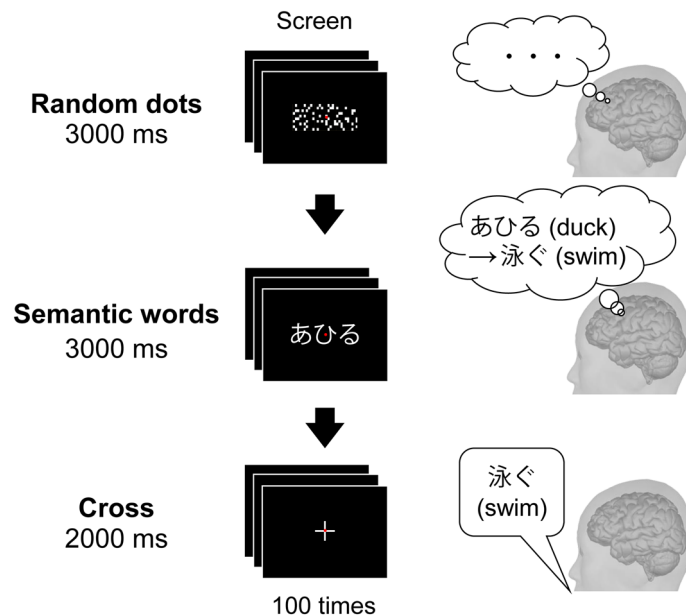 Screen
Random dots
3000 ms
. . .
Semantic words
3000 ms
あひる
あひる (duck)
→泳ぐ (swim)
Cross
2000 ms
泳ぐ
(swim)
100 times